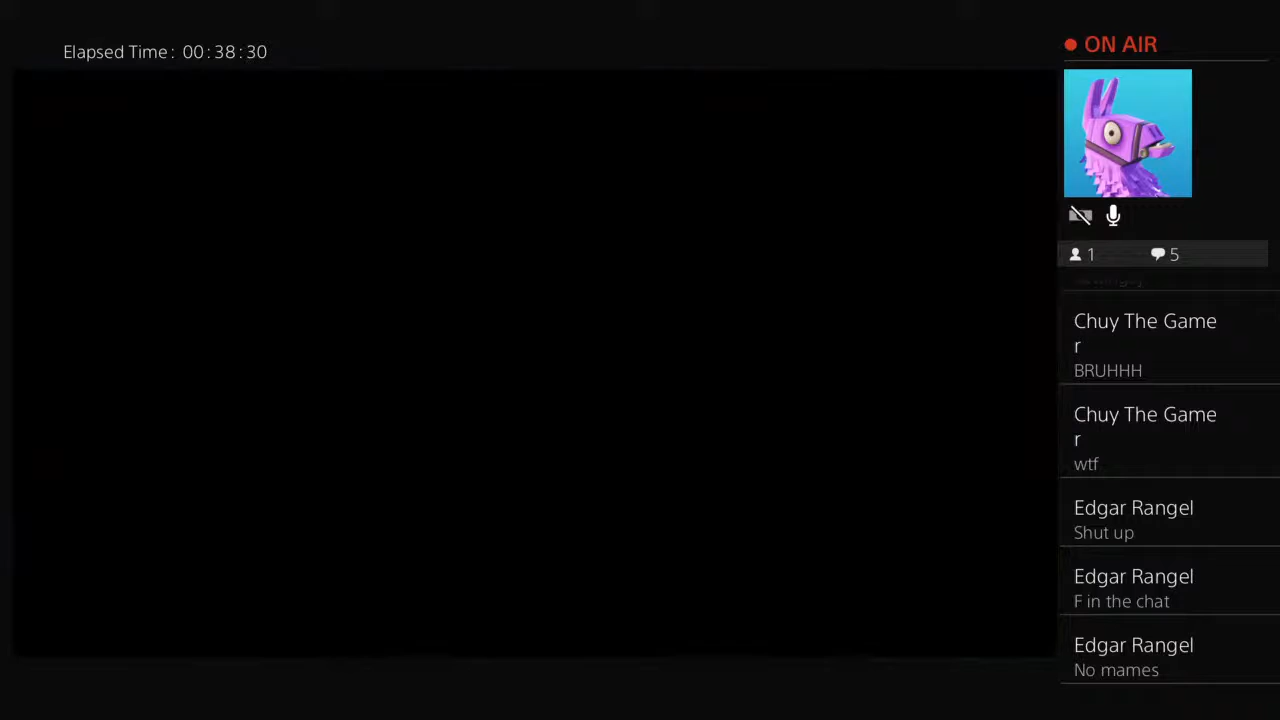 Elapsed Time: 00:38:30
ON AIR
1 5
Chuy The Game
r
BRUHHH
Chuy The Game
r
wtf
Edgar Rangel
Shut up
Edgar Rangel
F in the chat
Edgar Rangel
No mames